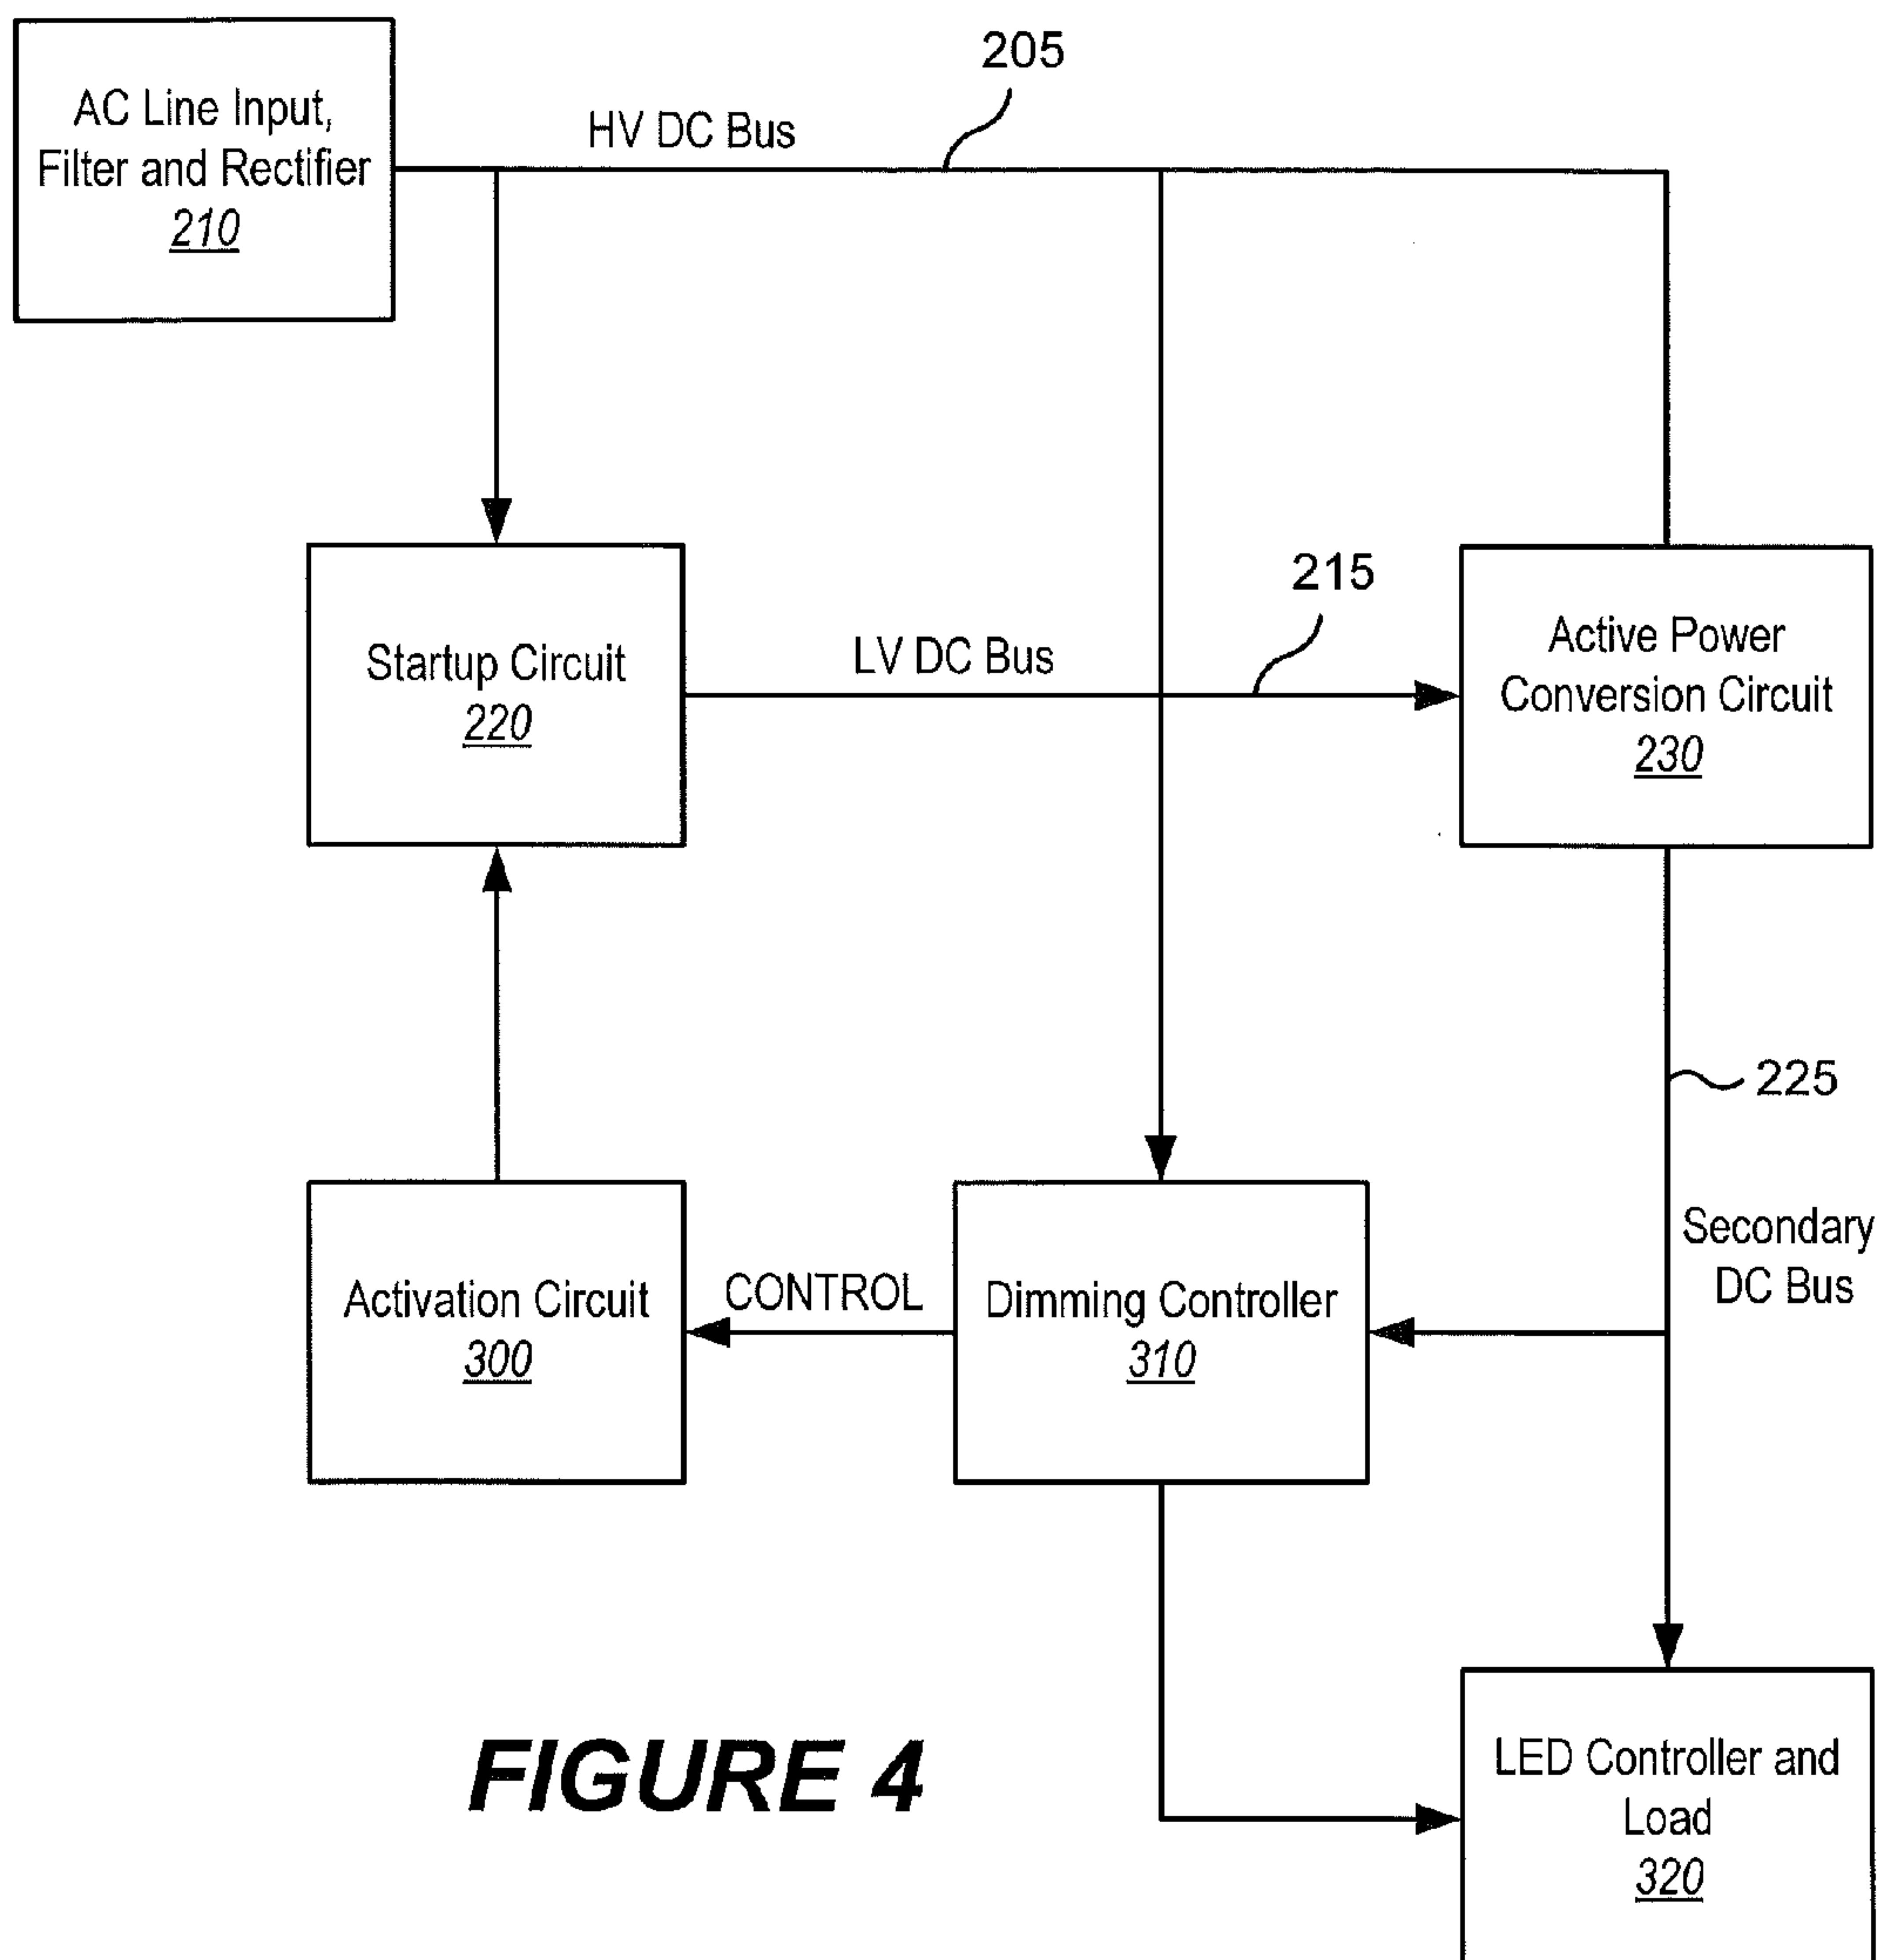 205
HV DC Bus
AC Line Input,
Filter and Rectifier
210
215
LV DC Bus
Startup Circuit
220
Active Power
Conversion Circuit
230
225
Secondary
DC Bus
Activation Circuit
300
CONTROL
Dimming Controller
310
LED Controller and
Load
320
FIGURE 4